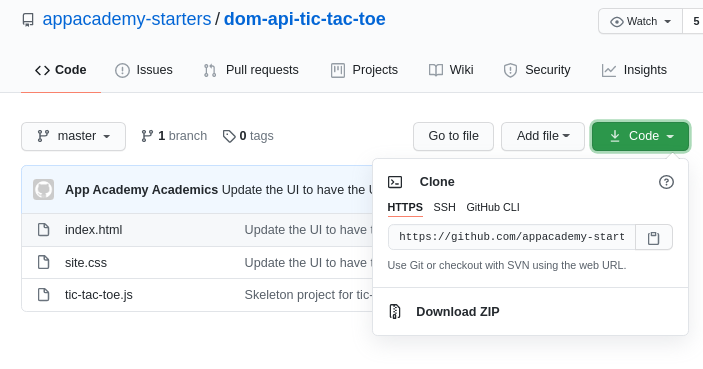 appacademy-starters / dom-api-tic-tac-toe
Watch 5
Code Issues Pull requests Projects Wiki Security Insights
master 1 branch 0 tags Go to file Add file Code
App Academy Academics Update the UI to have the
index.html Update the UI to have
site.css Update the UI to have
tic-tac-toe.js Skeleton project for tic-
Clone
HTTPS SSH GitHub CLI
https://github.com/appacademy-start
Use Git or checkout with SVN using the web URL.
Download ZIP